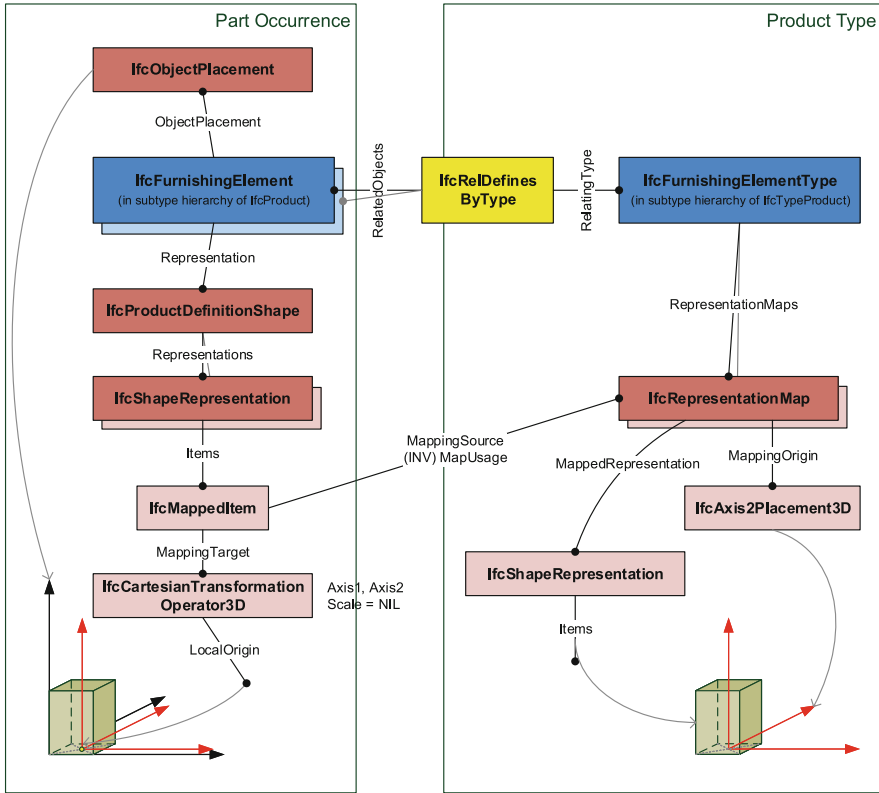 Part Occurrence
Product Type
IfcObjectPlacement
ObjectPlacement
IfcFurnishingElement
(in subtype hierarchy of IfcProduct)
RelatedObjects
IfcRelDefines
ByType
RelatingType
IfcFurnishingElementType
(in subtype hierarchy of IfcTypeProduct)
Representation
RepresentationMaps
IfcProductDefinitionShape
Representations
IfcShapeRepresentation
IfcRepresentationMap
Items
MappingSource
(INV) MapUsage
MappedRepresentation
MappingOrigin
IfcMappedItem
IfcAxis2Placement3D
MappingTarget
IfcShapeRepresentation
IfcCartesianTransformation
Operator3D
Axis1, Axis2
Scale = NIL
Items
LocalOrigin